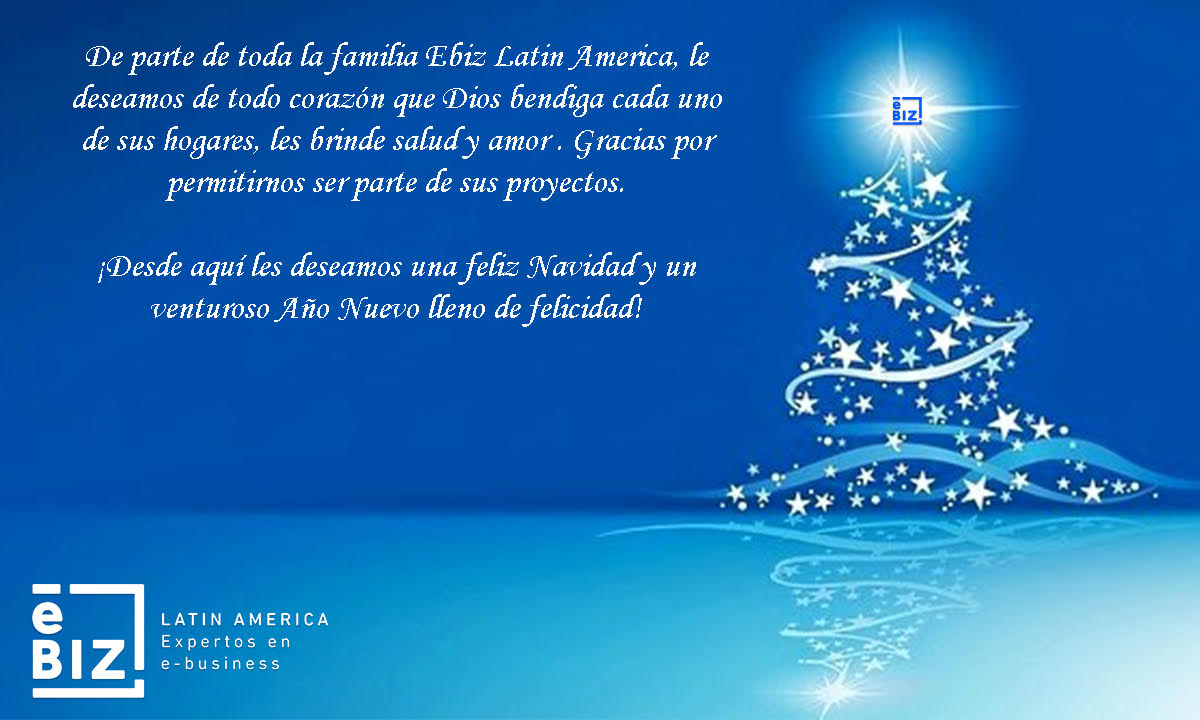 De parte de toda la familia Ebiz Latin America, le
deseamos de todo corazón que Dios bendiga cada uno
de sus hogares, les brinde salud y amor . Gracias por
permitirnos ser parte de sus proyectos.
¡Desde aquí les deseamos una feliz Navidad y un
venturoso Año Nuevo lleno de felicidad!
ē
BIZ
ē
BIZ
LATIN AMERICA
Expertos en
e-business